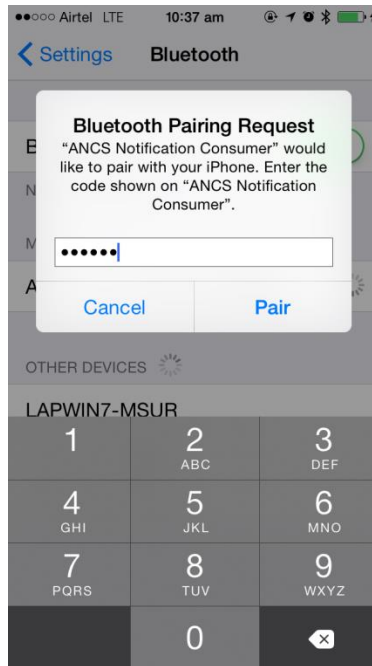 Airtel LTE 10:37 am
Settings Bluetooth
Bluetooth Pairing Request
"ANCS Notification Consumer" would
like to pair with your iPhone. Enter the
code shown on "ANCS Notification
Consumer".
B
N
M
A
••••••
Cancel Pair
OTHER DEVICES
LAPWIN7-MSUR
1 2 3
ABC DEF
4 5 6
GHI JKL MNO
7 8 9
PQRS TUV WXYZ
0